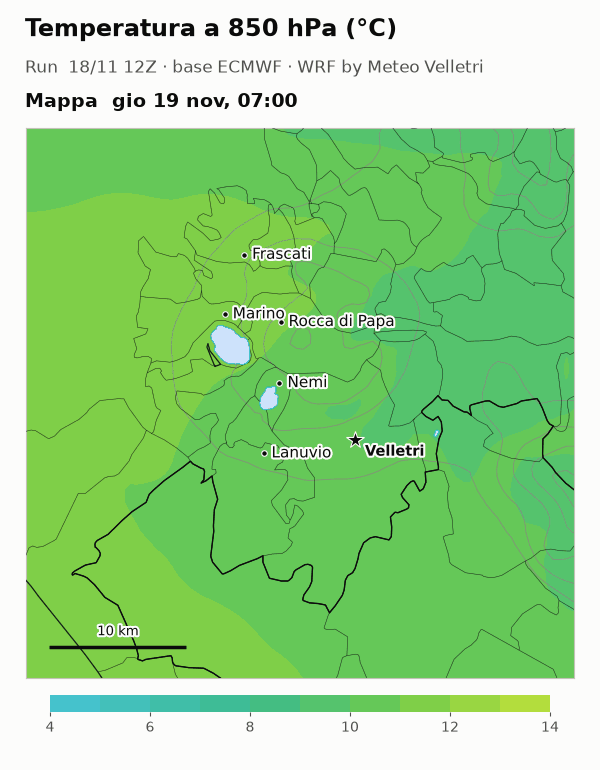 Temperatura a 850 hPa (°C)
Run  18/11 12Z · base ECMWF · WRF by Meteo Velletri
Mappa  gio 19 nov, 07:00
Frascati
Marino
Rocca di Papa
Nemi
Velletri
Lanuvio
10 km
4 6 8 10 12 14